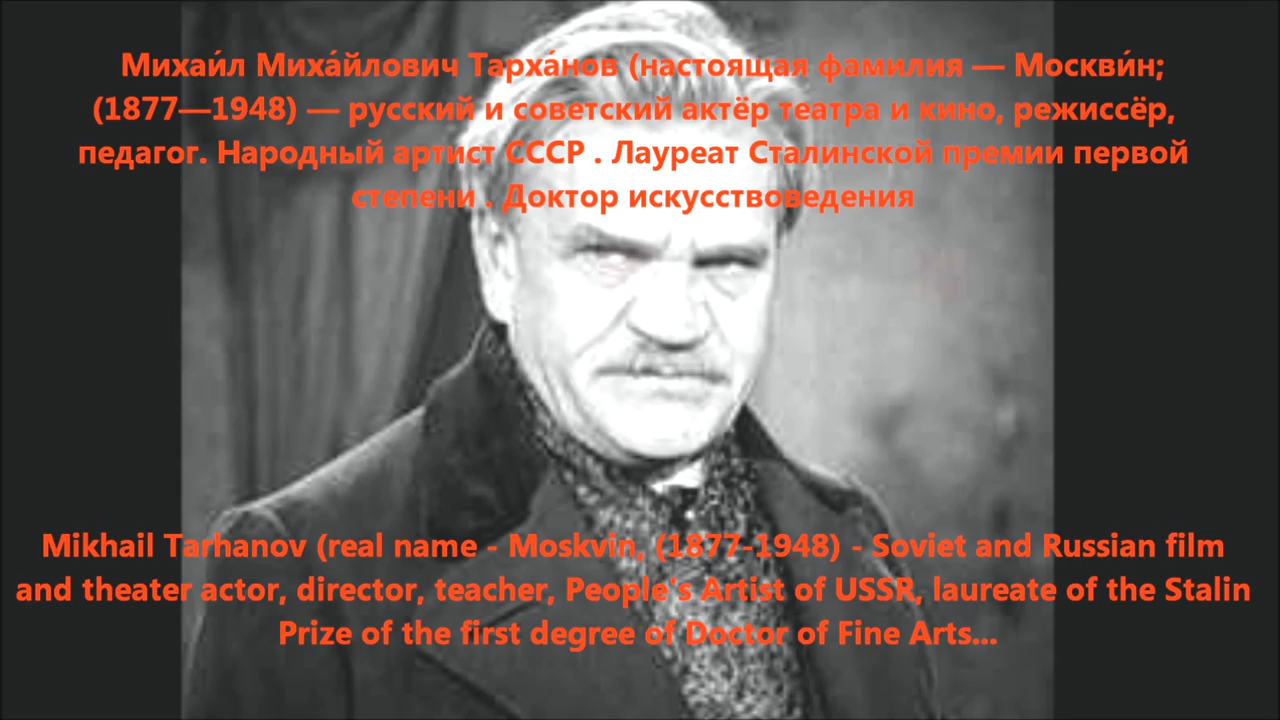 Михаи́л Миха́йлович Тарха́нов (настоящая фамилия — Москви́н;
(1877—1948) — русский и советский актёр театра и кино, режиссёр,
педагог. Народный артист СССР . Лауреат Сталинской премии первой
степени . Доктор искусствоведения
Mikhail Tarhanov (real name - Moskvin, (1877-1948) - Soviet and Russian film
and theater actor, director, teacher, People's Artist of USSR, laureate of the Stalin
Prize of the first degree of Doctor of Fine Arts...